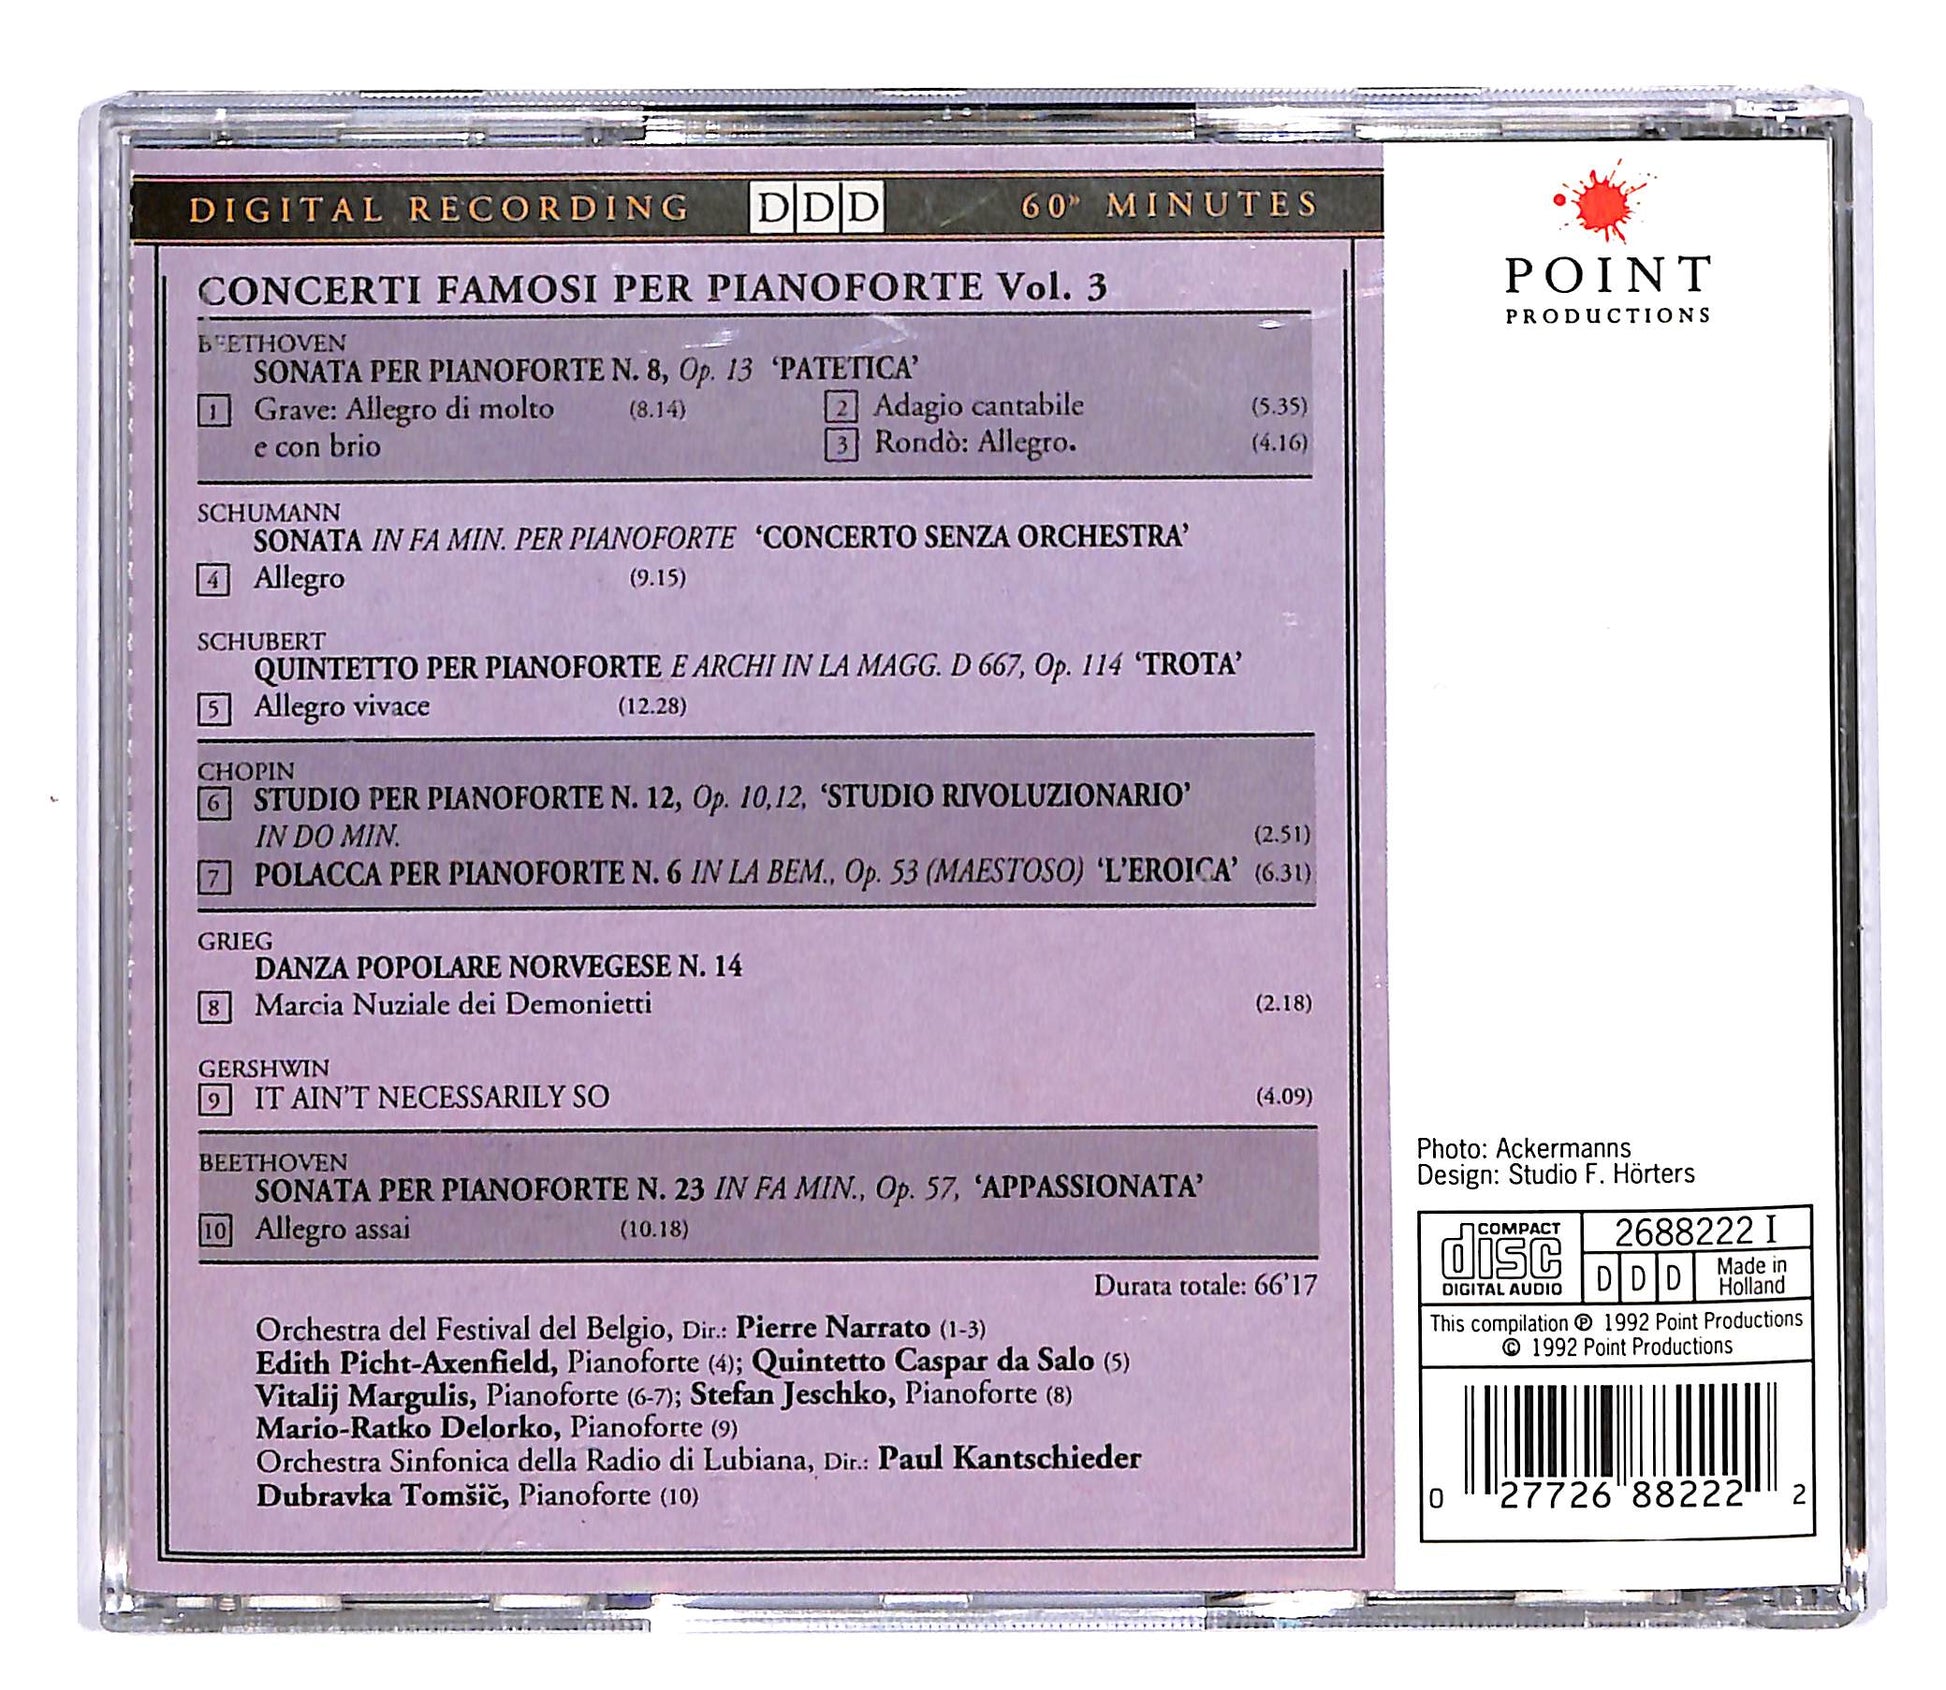 DIGITAL RECORDING DDD 60" MINUTES
CONCERTI FAMOSI PER PIANOFORTE Vol. 3
BEETHOVEN
SONATA PER PIANOFORTE N. 8, Op. 13 ‘PATETICA’
1 Grave: Allegro di molto (8.14)
e con brio
2 Adagio cantabile (5.35)
3 Rondò: Allegro. (4.16)
SCHUMANN
SONATA IN FA MIN. PER PIANOFORTE ‘CONCERTO SENZA ORCHESTRA’
4 Allegro (9.15)
SCHUBERT
QUINTETTO PER PIANOFORTE E ARCHI IN LA MAGG. D 667, Op. 114 ‘TROTA’
5 Allegro vivace (12.28)
CHOPIN
6 STUDIO PER PIANOFORTE N. 12, Op. 10,12, ‘STUDIO RIVOLUZIONARIO’
IN DO MIN. (2.51)
7 POLACCA PER PIANOFORTE N. 6 IN LA BEM., Op. 53 (MAESTOSO) ‘L’EROICA’ (6.31)
GRIEG
DANZA POPOLARE NORVEGESE N. 14
8 Marcia Nuziale dei Demonietti (2.18)
GERSHWIN
9 IT AIN’T NECESSARILY SO (4.09)
BEETHOVEN
SONATA PER PIANOFORTE N. 23 IN FA MIN., Op. 57, ‘APPASSIONATA’
10 Allegro assai (10.18)
Durata totale: 66’17
Orchestra del Festival del Belgio, Dir.: Pierre Narrato (1-3)
Edith Picht-Axenfield, Pianoforte (4); Quintetto Caspar da Salo (5)
Vitalij Margulis, Pianoforte (6-7); Stefan Jeschko, Pianoforte (8)
Mario-Ratko Delorko, Pianoforte (9)
Orchestra Sinfonica della Radio di Lubiana, Dir.: Paul Kantschieder
Dubravka Tomšič, Pianoforte (10)
POINT
PRODUCTIONS
Photo: Ackermanns
Design: Studio F. Hörters
COMPACT
disc
DIGITAL AUDIO
2688222 I
DDD
Made in
Holland
This compilation ℗ 1992 Point Productions
© 1992 Point Productions
0 27726 88222 2